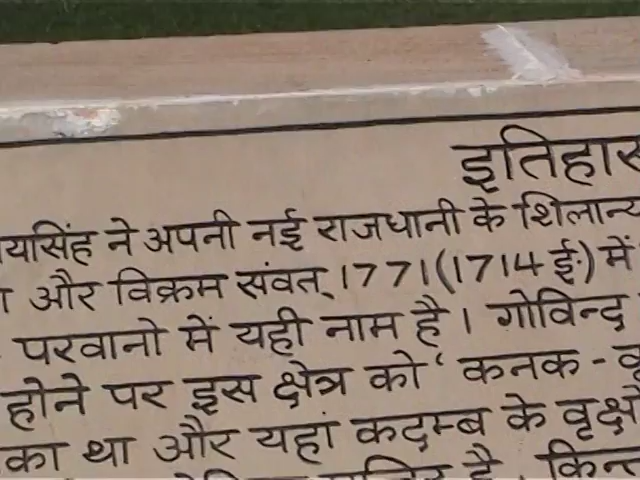 इतिहास
यसिंह ने अपनी नई राजधानी के शिलान्य
और विक्रम संवत् 1771(1714 ई.) में
परवानो में यही नाम है। गोविन्द
होने पर इस क्षेत्र को ‘कनक - वृ
का था और यहां कदम्ब के वृक्षो
है